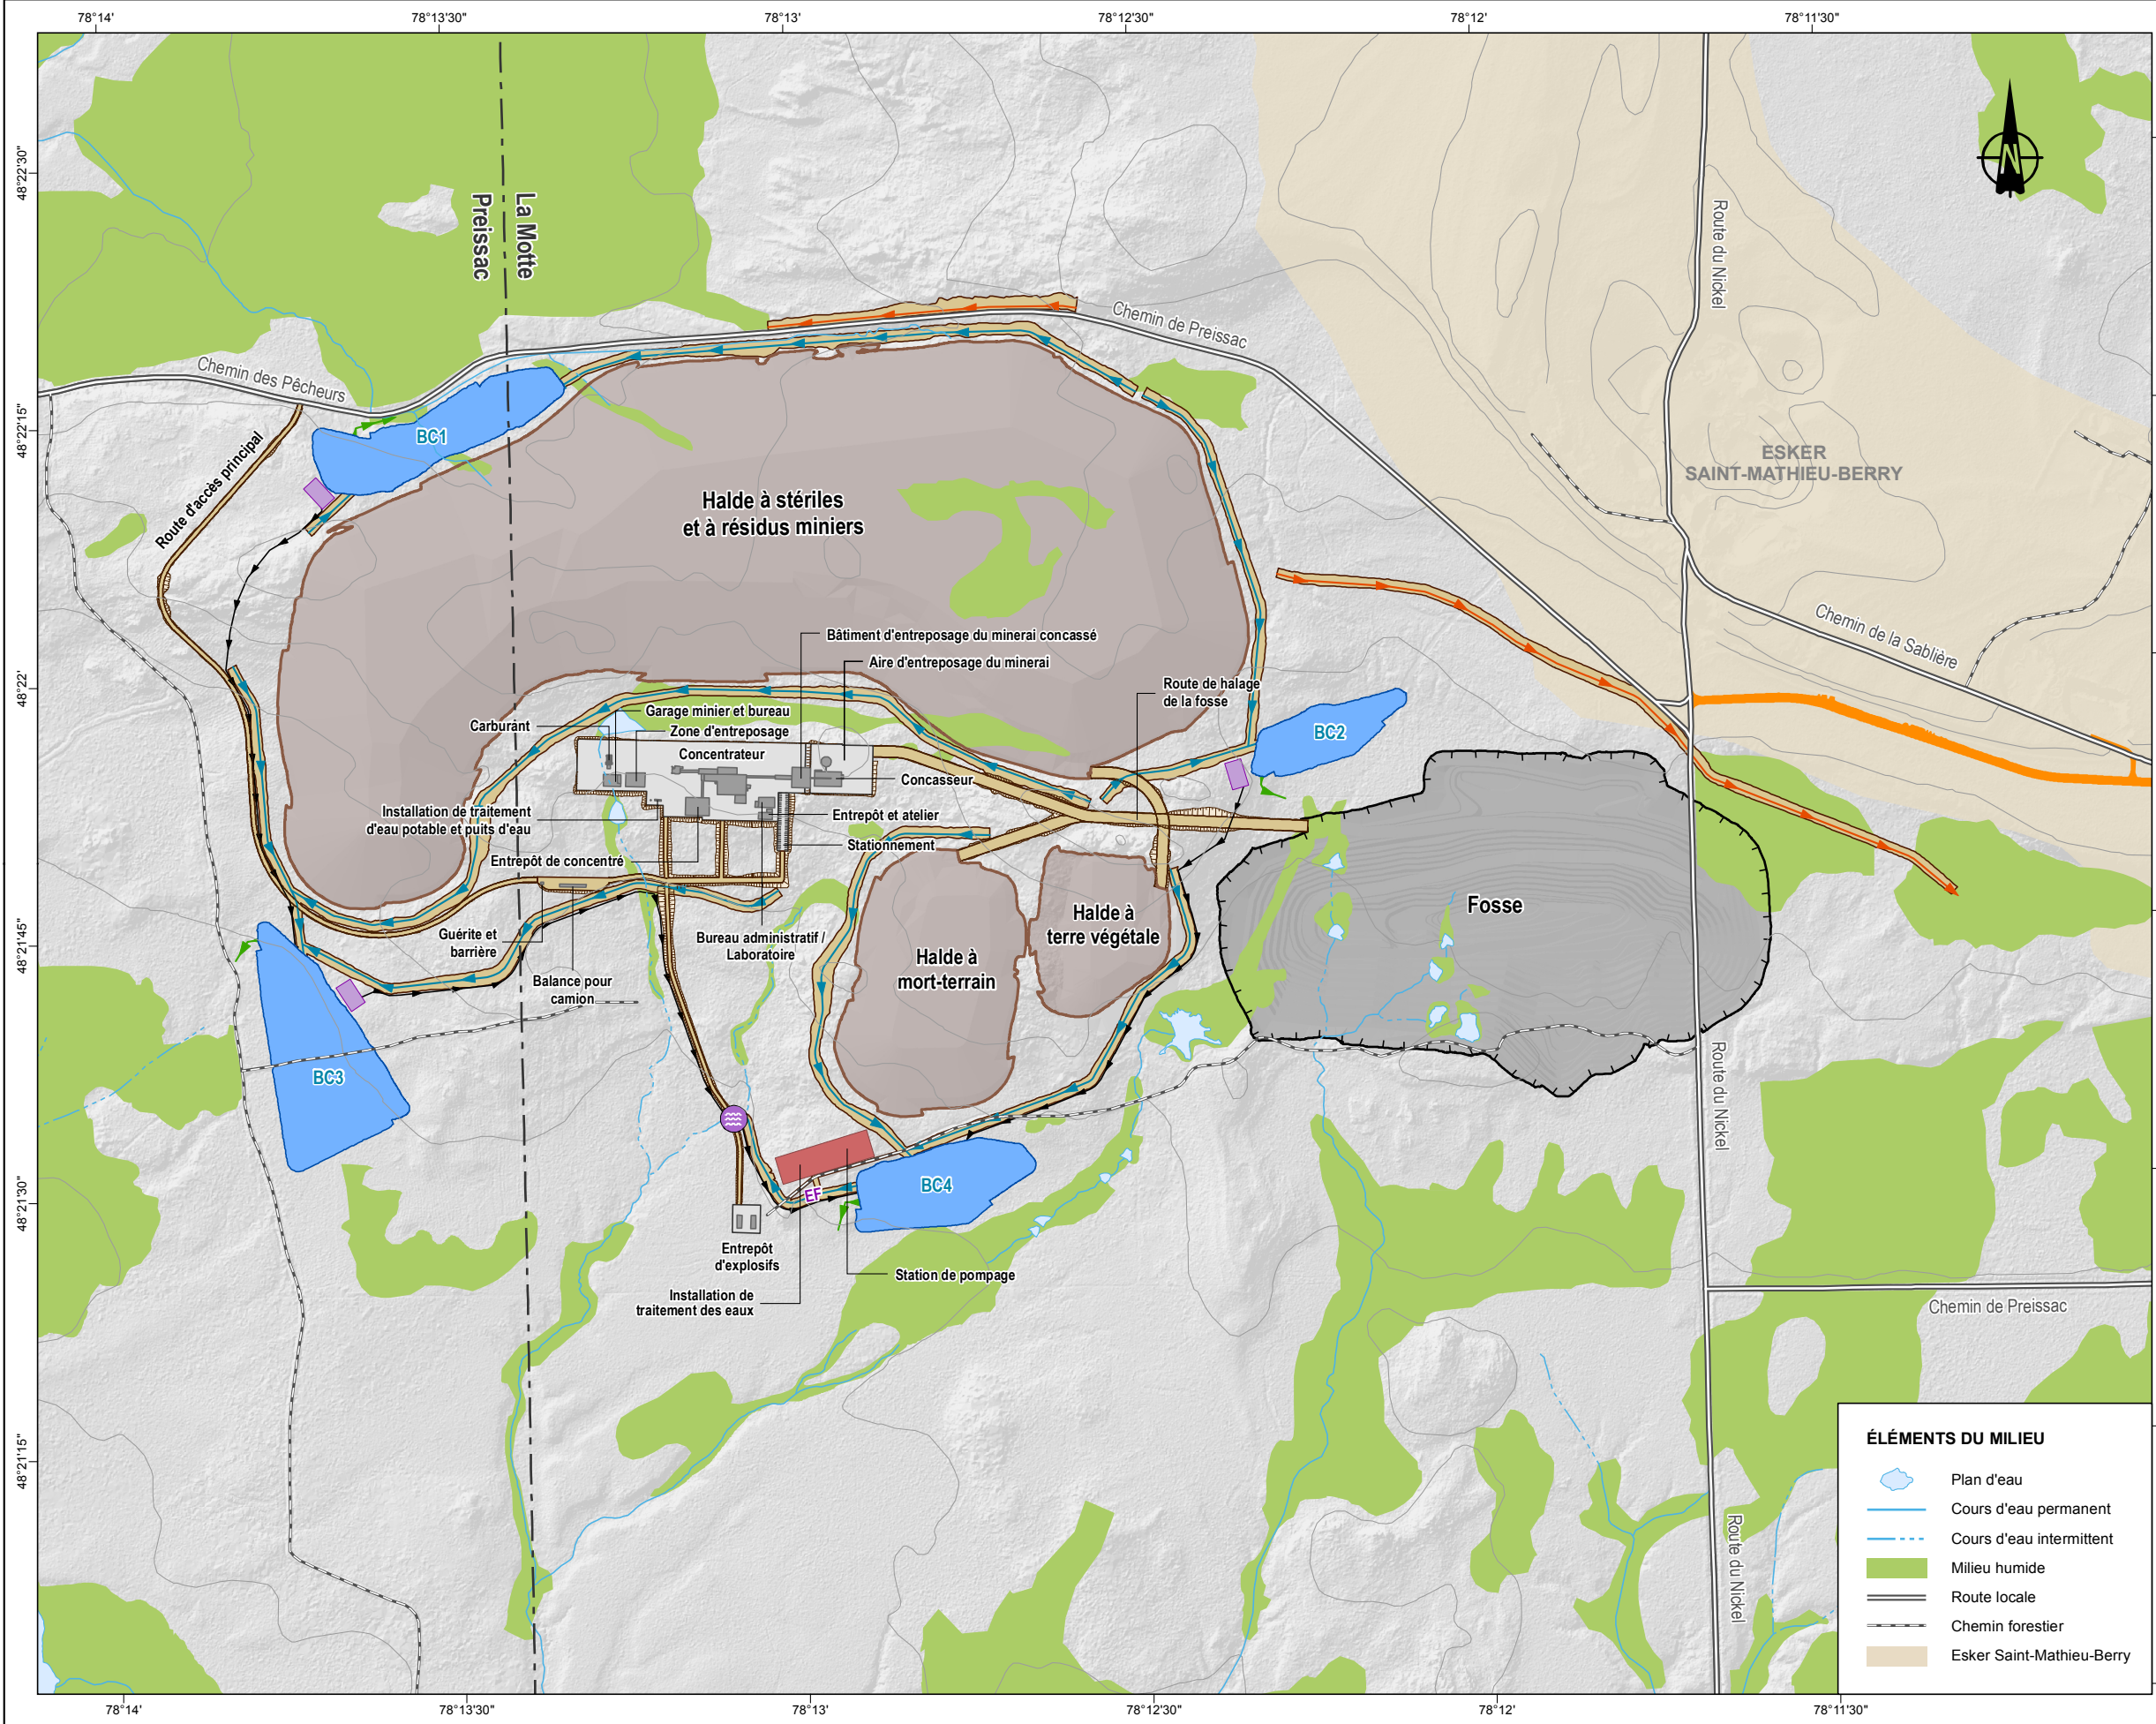 78°14'
78°13'30"
78°13'
78°12'30"
78°12'
78°11'30"
48°22'30"
48°22'15"
48°22'
48°21'45"
48°21'30"
48°21'15"
N
La Motte
Preissac
Route du Nickel
Chemin de Preissac
Chemin des Pêcheurs
BC1
Route d'accès principal
ESKER
SAINT-MATHIEU-BERRY
Halde à stériles
et à résidus miniers
Chemin de la Sablière
Bâtiment d'entreposage du minerai concassé
Aire d'entreposage du minerai
Route de halage
de la fosse
Garage minier et bureau
Carburant
Zone d'entreposage
BC2
Concentrateur
Concasseur
Installation de traitement
d'eau potable et puits d'eau
Entrepôt et atelier
Stationnement
Entrepôt de concentré
Fosse
Halde à
terre végétale
Guérite et
barrière
Bureau administratif /
Laboratoire
Halde à
mort-terrain
Balance pour
camion
BC3
Route du Nickel
EF
BC4
Entrepôt
d'explosifs
Station de pompage
Installation de
traitement des eaux
Chemin de Preissac
Route du Nickel
ÉLÉMENTS DU MILIEU
Plan d'eau
Cours d'eau permanent
Cours d'eau intermittent
Milieu humide
Route locale
Chemin forestier
Esker Saint-Mathieu-Berry
78°14'
78°13'30"
78°13'
78°12'30"
78°12'
78°11'30"